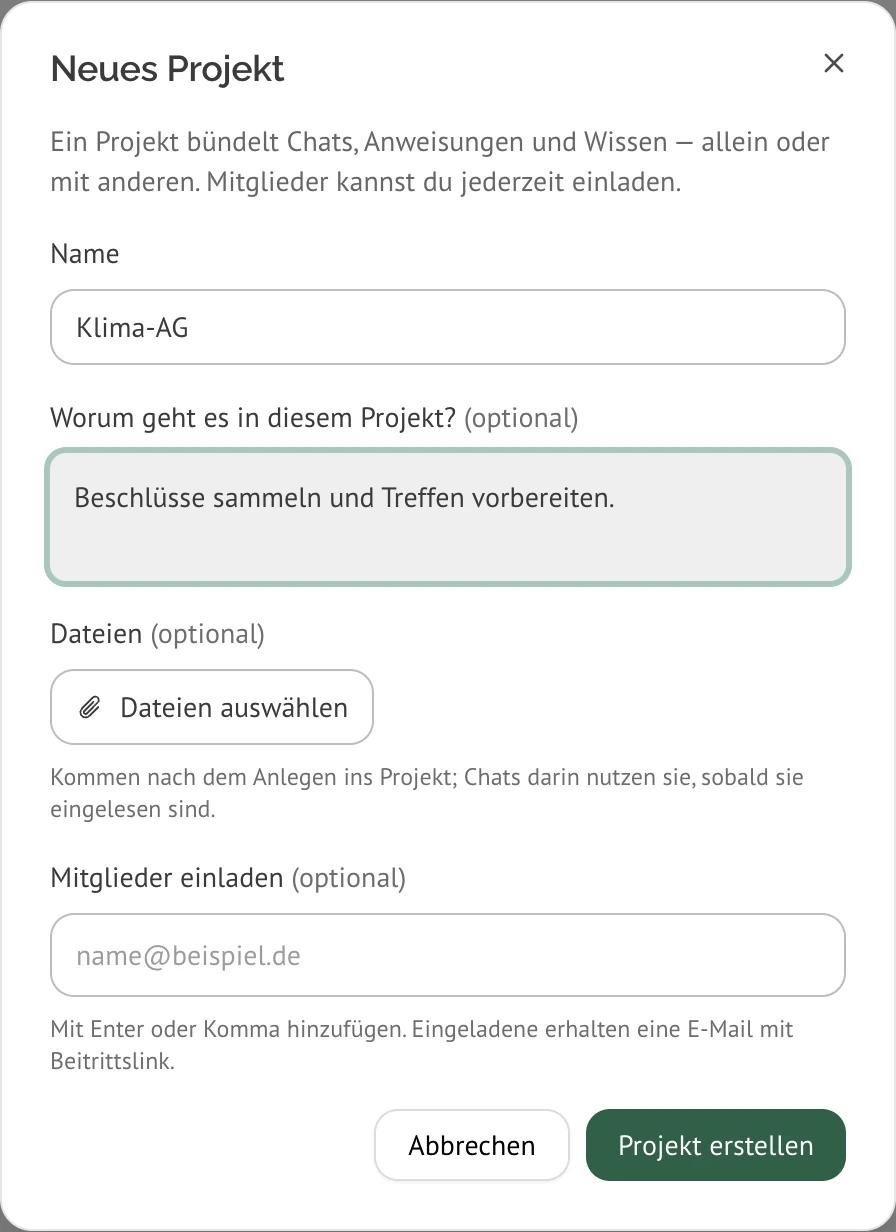 Neues Projekt
Ein Projekt bündelt Chats, Anweisungen und Wissen — allein oder
mit anderen. Mitglieder kannst du jederzeit einladen.
Name
Klima-AG
Worum geht es in diesem Projekt? (optional)
Beschlüsse sammeln und Treffen vorbereiten.
Dateien (optional)
Dateien auswählen
Kommen nach dem Anlegen ins Projekt; Chats darin nutzen sie, sobald sie
eingelesen sind.
Mitglieder einladen (optional)
name@beispiel.de
Mit Enter oder Komma hinzufügen. Eingeladene erhalten eine E-Mail mit
Beitrittslink.
Abbrechen
Projekt erstellen